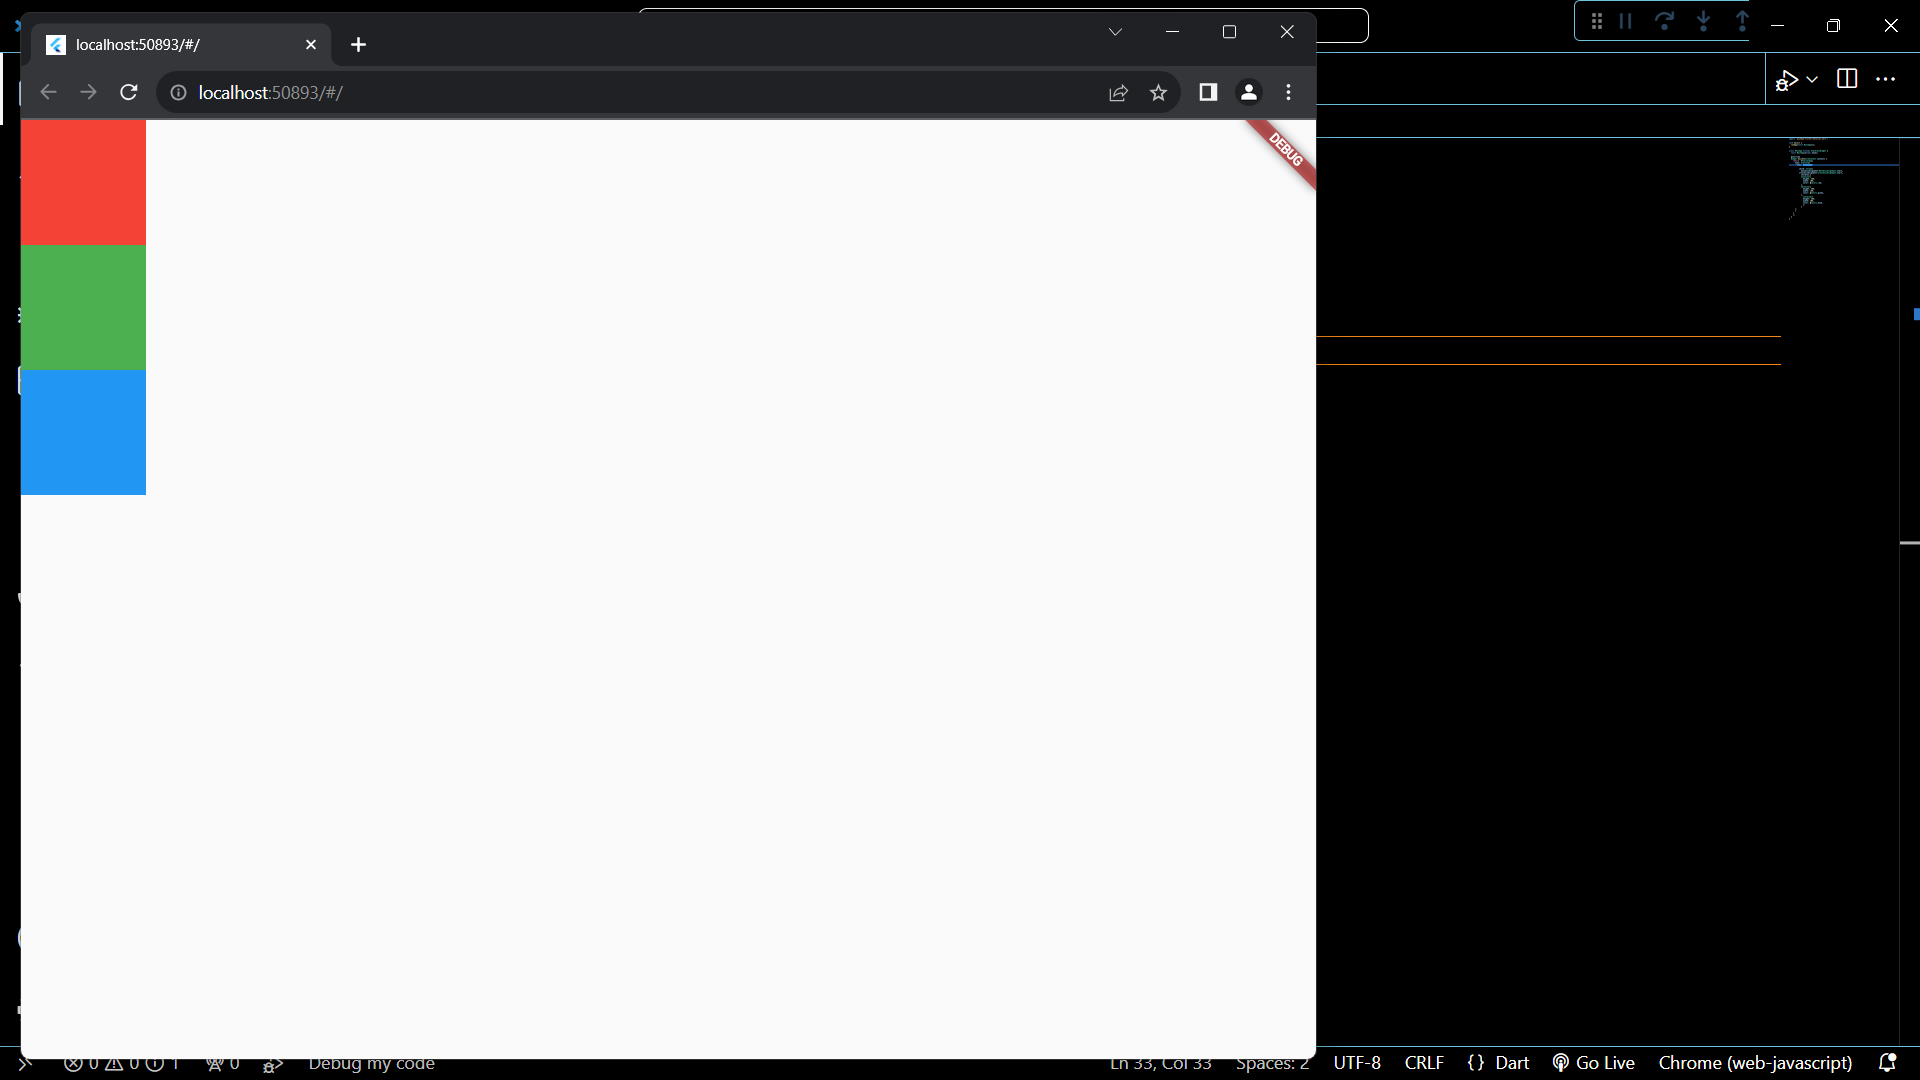 localhost:50893/#/
localhost:50893/#/
DEBUG
0 0 1 0 Debug my code Ln 33, Col 33 Spaces: 2 UTF-8 CRLF {} Dart Go Live Chrome (web-javascript)